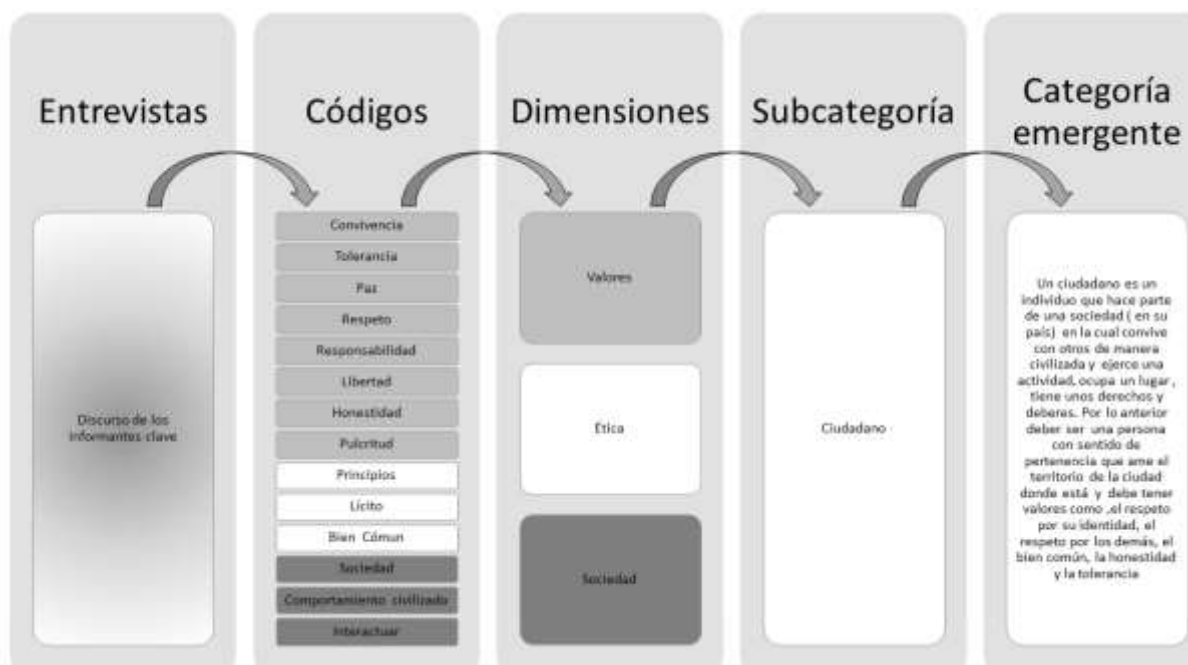 Entrevistas
Discurso de los
informantes clave
Códigos
Convivencia
Tolerancia
Paz
Respeto
Responsabilidad
Libertad
Honestidad
Pulcritud
Principios
Lícito
Bien Cómun
Sociedad
Comportamiento civilizado
Interactuar
Dimensiones
Valores
Ética
Sociedad
Subcategoría
Ciudadano
Categoría
emergente
Un ciudadano es un
individuo que hace parte
de una sociedad ( en su
país) en la cual convive
con otros de manera
civilizada y ejerce una
actividad, ocupa un lugar ,
tiene unos derechos y
deberes. Por lo anterior
deber ser una persona
con sentido de
pertenencia que ame el
territorio de la ciudad
donde está y debe tener
valores como ,el respeto
por su identidad, el
respeto por los demás, el
bien común, la honestidad
y la tolerancia